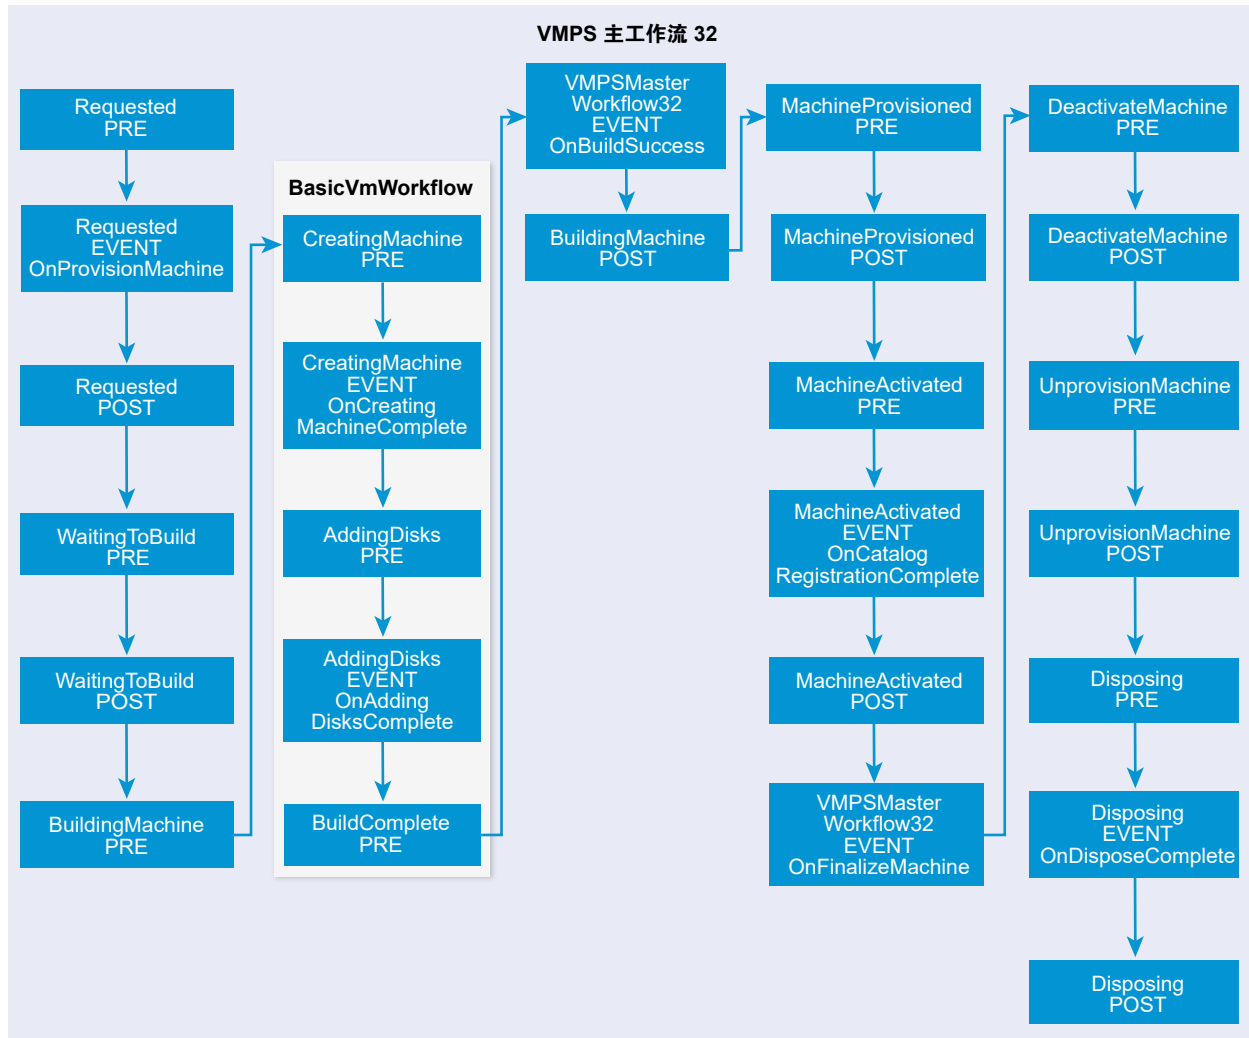 VMPS 主工作流 32
Requested
PRE
Requested
EVENT
OnProvisionMachine
Requested
POST
WaitingToBuild
PRE
WaitingToBuild
POST
BuildingMachine
PRE
BasicVmWorkflow
CreatingMachine
PRE
CreatingMachine
EVENT
OnCreating
MachineComplete
AddingDisks
PRE
AddingDisks
EVENT
OnAdding
DisksComplete
BuildComplete
PRE
VMPSMaster
Workflow32
EVENT
OnBuildSuccess
BuildingMachine
POST
MachineProvisioned
PRE
MachineProvisioned
POST
MachineActivated
PRE
MachineActivated
EVENT
OnCatalog
RegistrationComplete
MachineActivated
POST
VMPSMaster
Workflow32
EVENT
OnFinalizeMachine
DeactivateMachine
PRE
DeactivateMachine
POST
UnprovisionMachine
PRE
UnprovisionMachine
POST
Disposing
PRE
Disposing
EVENT
OnDisposeComplete
Disposing
POST